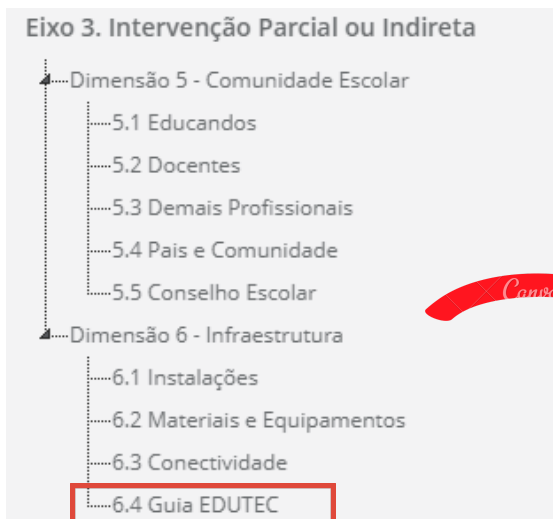 Eixo 3. Intervenção Parcial ou Indireta
Dimensão 5 - Comunidade Escolar
5.1 Educandos
5.2 Docentes
5.3 Demais Profissionais
5.4 Pais e Comunidade
5.5 Conselho Escolar
Dimensão 6 - Infraestrutura
6.1 Instalações
6.2 Materiais e Equipamentos
6.3 Conectividade
6.4 Guia EDUTEC